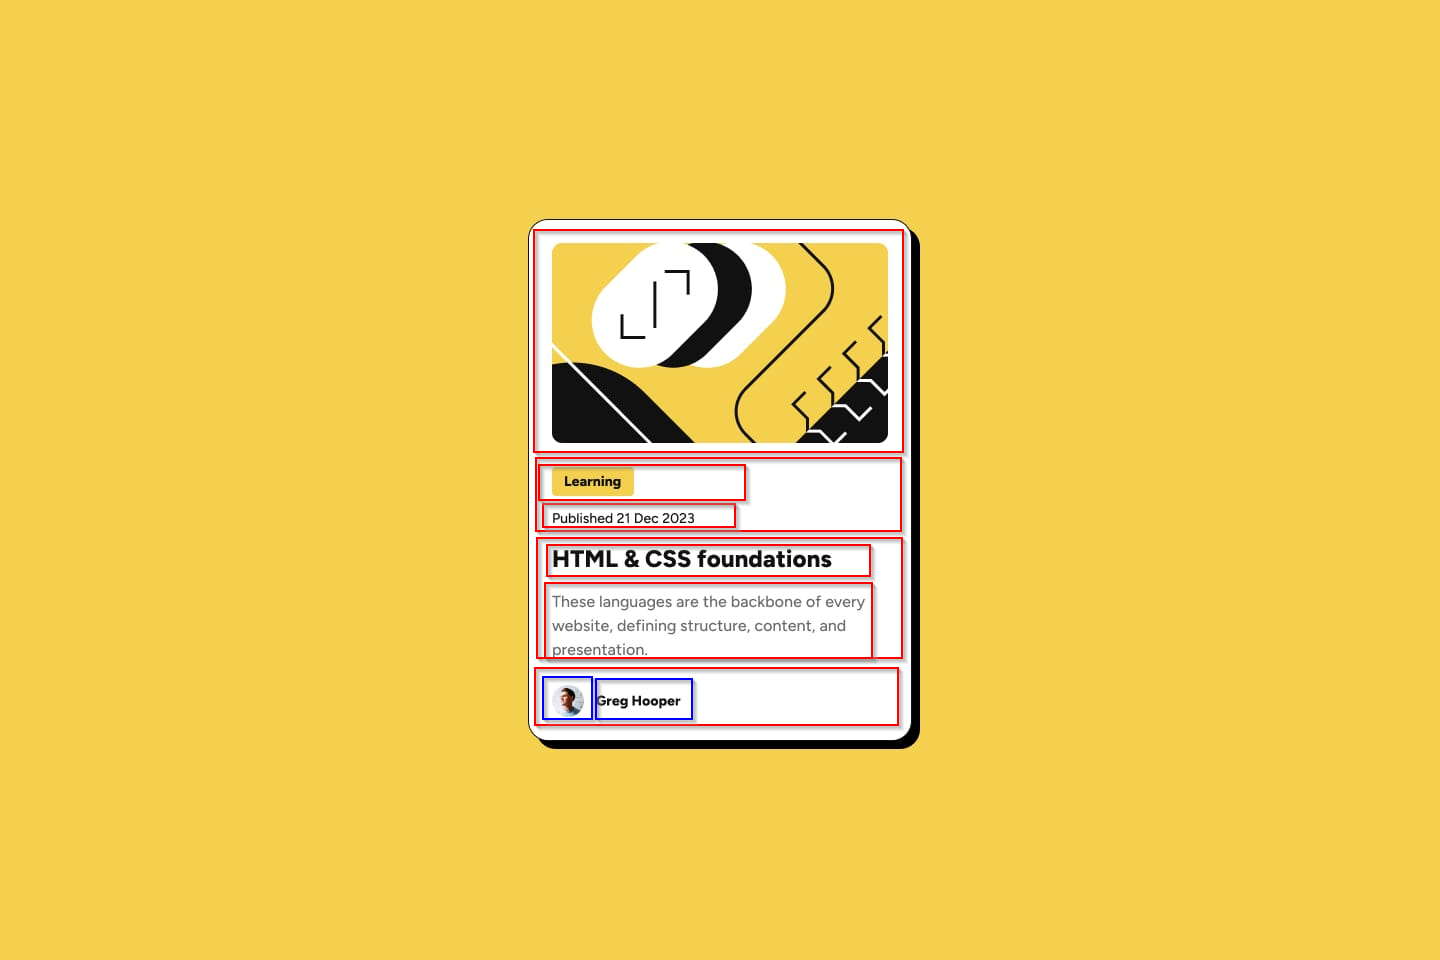 Learning
Published 21 Dec 2023
HTML & CSS foundations
These languages are the backbone of every
website, defining structure, content, and
presentation.
Greg Hooper